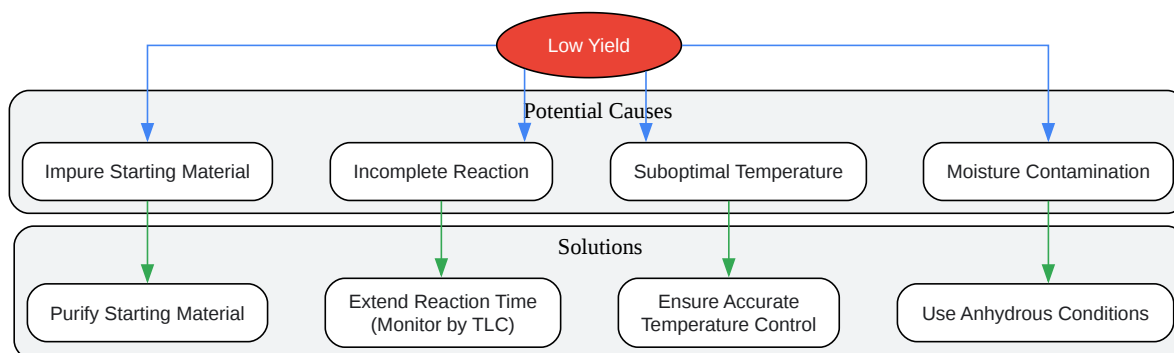 Low Yield
Potential Causes
Impure Starting Material
Incomplete Reaction
Suboptimal Temperature
Moisture Contamination
Solutions
Purify Starting Material
Extend Reaction Time
(Monitor by TLC)
Ensure Accurate
Temperature Control
Use Anhydrous Conditions